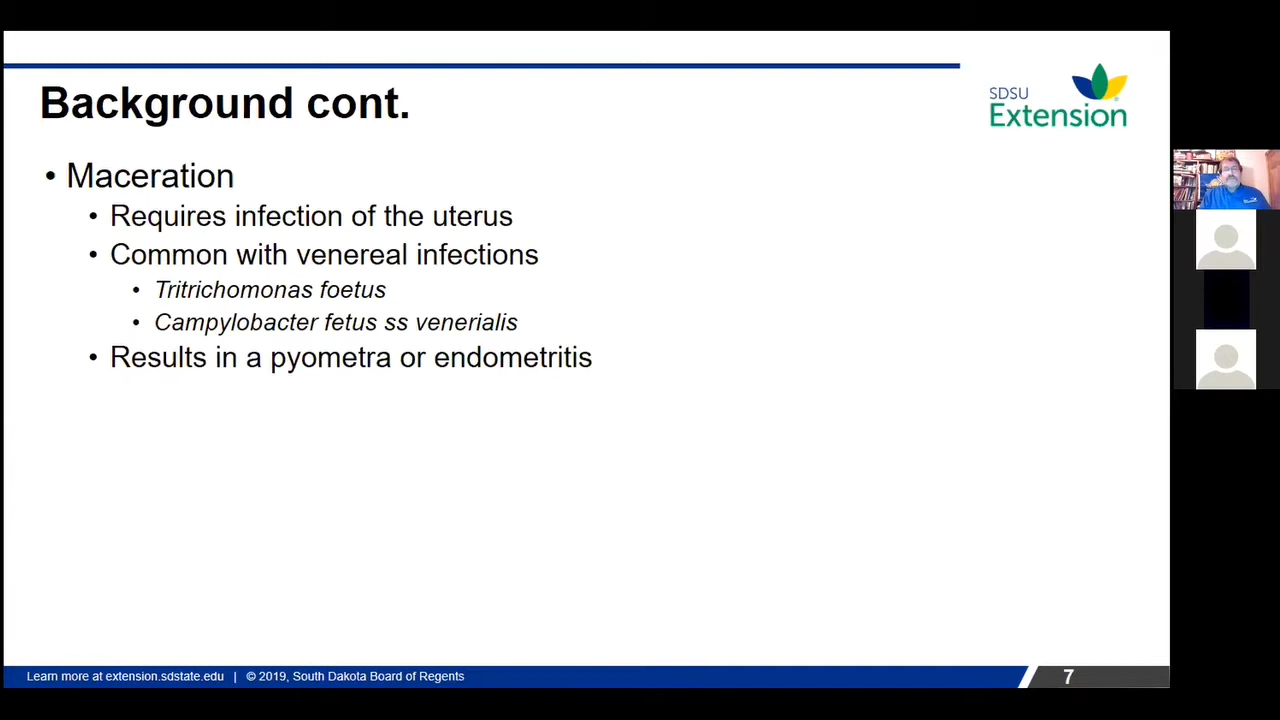 Background cont.
SDSU
Extension
• Maceration
• Requires infection of the uterus
• Common with venereal infections
• Tritrichomonas foetus
• Campylobacter fetus ss venerialis
• Results in a pyometra or endometritis
Learn more at extension.sdstate.edu | © 2019, South Dakota Board of Regents
7